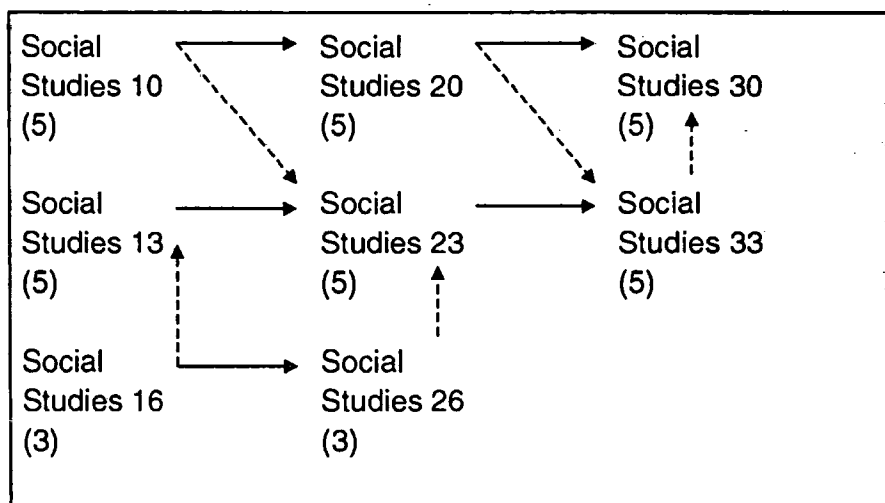 Social
Studies 10
(5)
Social
Studies 20
(5)
Social
Studies 30
(5)
Social
Studies 13
(5)
Social
Studies 23
(5)
Social
Studies 33
(5)
Social
Studies 16
(3)
Social
Studies 26
(3)